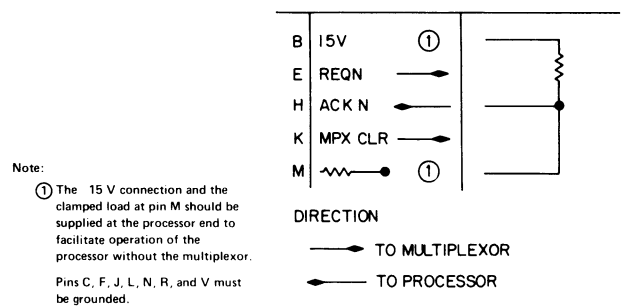 B 15V ①
E REQN
H ACK N
K MPX CLR
M ①
Note:
① The 15 V connection and the
clamped load at pin M should be
supplied at the processor end to
facilitate operation of the
processor without the multiplexor.
Pins C, F, J, L, N, R, and V must
be grounded.
DIRECTION
TO MULTIPLEXOR
TO PROCESSOR